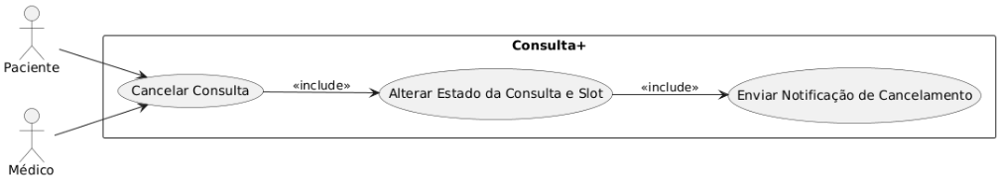 Consulta+
Paciente
Cancelar Consulta
«include»
Alterar Estado da Consulta e Slot
«include»
Enviar Notificação de Cancelamento
Médico